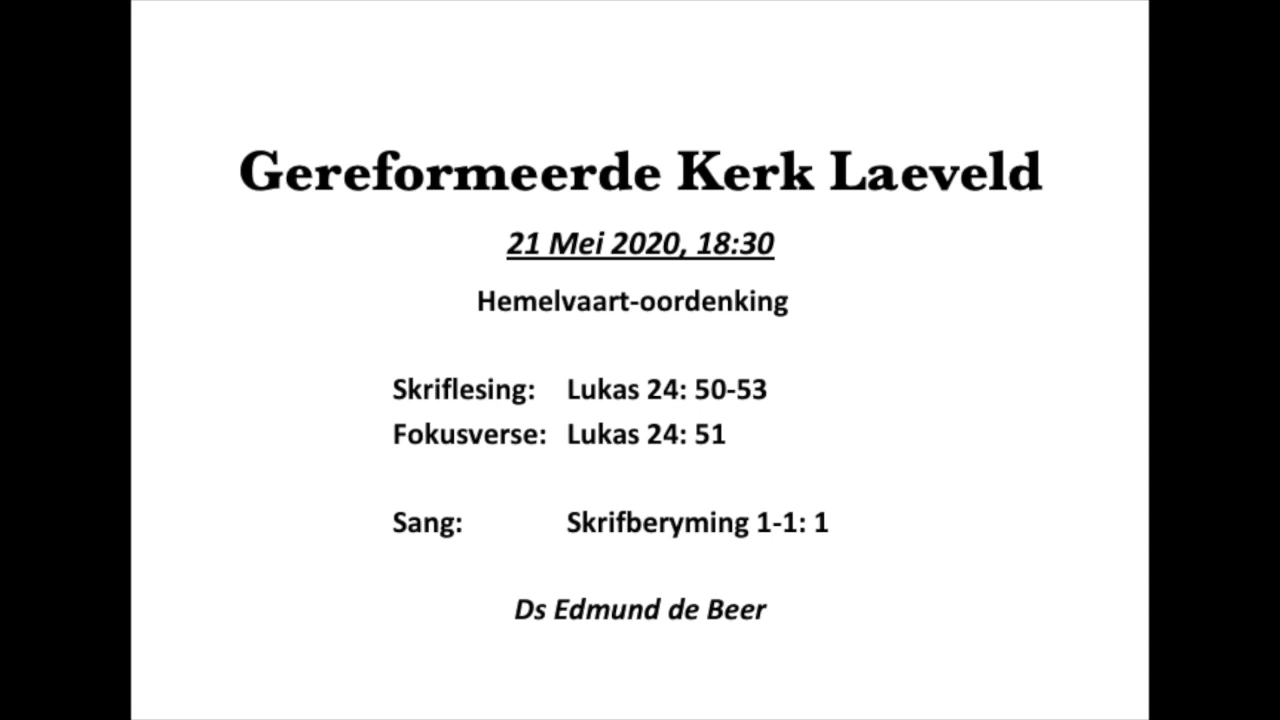 Gereformeerde Kerk Laeveld
21 Mei 2020, 18:30
Hemelvaart-oordenking
Skriflesing: Lukas 24: 50-53
Fokusverse: Lukas 24: 51
Sang: Skrifberyming 1-1: 1
Ds Edmund de Beer